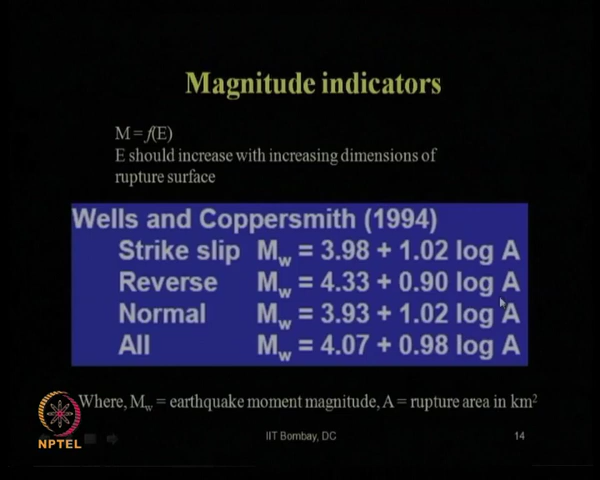 Magnitude indicators
M = f(E)
E should increase with increasing dimensions of
rupture surface
Wells and Coppersmith (1994)
Strike slip Mw = 3.98 + 1.02 log A
Reverse Mw = 4.33 + 0.90 log A
Normal Mw = 3.93 + 1.02 log A
All Mw = 4.07 + 0.98 log A
Where, Mw = earthquake moment magnitude, A = rupture area in km²
NPTEL
IIT Bombay, DC
14